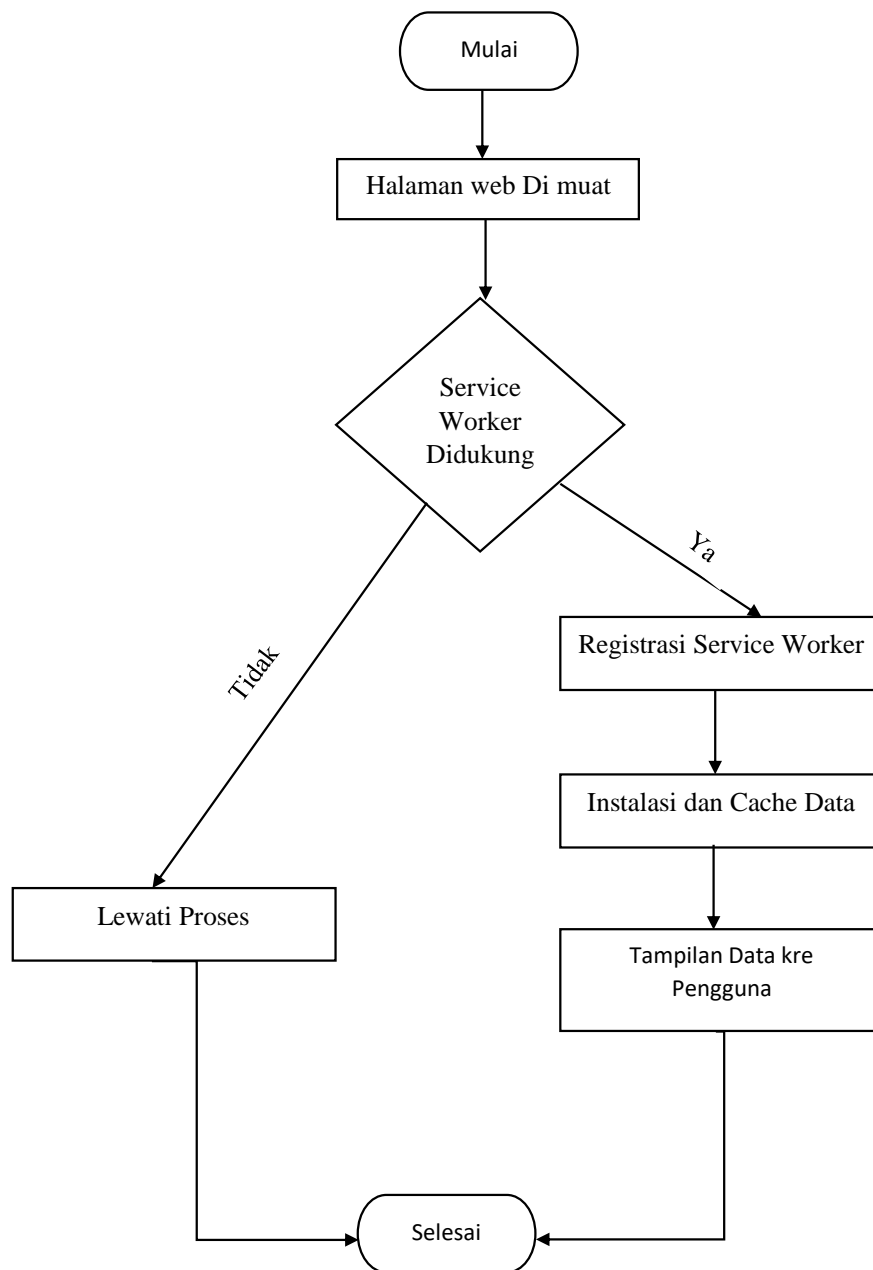 Mulai
Halaman web Di muat
Service
Worker
Didukung
Ya
Tidak
Registrasi Service Worker
Instalasi dan Cache Data
Lewati Proses
Tampilan Data kre
Pengguna
Selesai